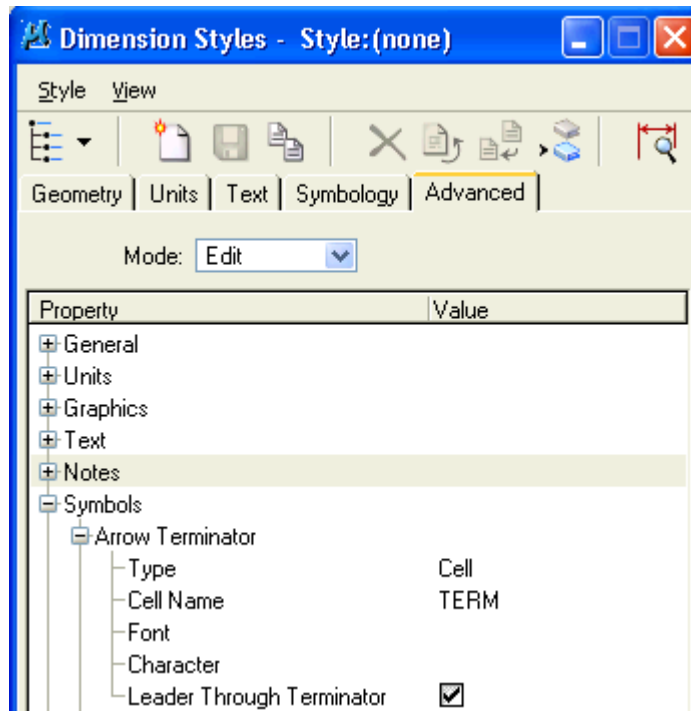 Dimension Styles - Style:(none)
Style View
Geometry Units Text Symbology Advanced
Mode: Edit
Property Value
General
Units
Graphics
Text
Notes
Symbols
Arrow Terminator
Type Cell
Cell Name TERM
Font
Character
Leader Through Terminator